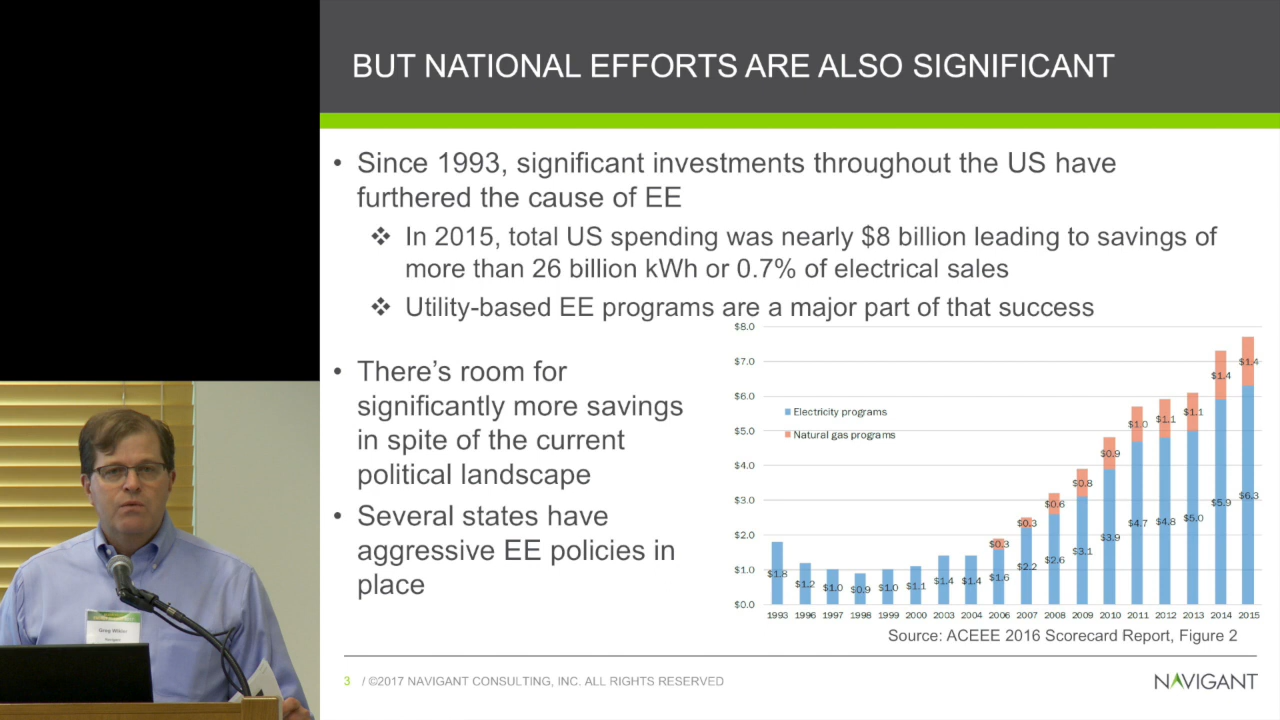 BUT NATIONAL EFFORTS ARE ALSO SIGNIFICANT
• Since 1993, significant investments throughout the US have
furthered the cause of EE
❖ In 2015, total US spending was nearly $8 billion leading to savings of
more than 26 billion kWh or 0.7% of electrical sales
❖ Utility-based EE programs are a major part of that success
• There’s room for
significantly more savings
in spite of the current
political landscape
• Several states have
aggressive EE policies in
place
$8.0
$7.0
$6.0
$5.0
$4.0
$3.0
$2.0
$1.0
$0.0
Electricity programs
Natural gas programs
$0.3 $0.3 $0.6 $0.8 $0.9 $1.0 $1.1 $1.1 $1.4 $1.4
$1.8 $1.2 $1.0 $0.9 $1.0 $1.1 $1.4 $1.4 $1.6 $2.2 $2.6 $3.1 $3.9 $4.7 $4.8 $5.0 $5.9 $6.3
1993 1996 1997 1998 1999 2000 2003 2004 2006 2007 2008 2009 2010 2011 2012 2013 2014 2015
Source: ACEEE 2016 Scorecard Report, Figure 2
3 / ©2017 NAVIGANT CONSULTING, INC. ALL RIGHTS RESERVED
NAVIGANT
Greg